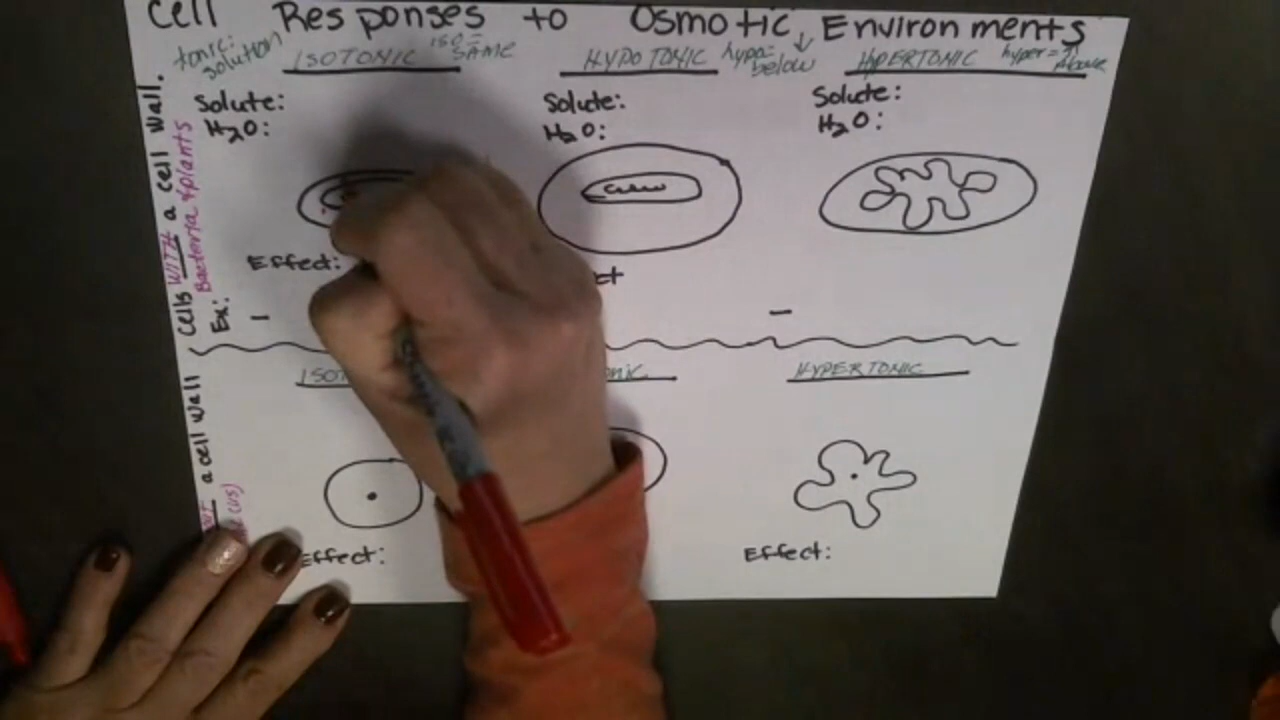 Cell Responses to Osmotic Environments
tonic:
solution
ISOTONIC
iso =
SAME
HYPOTONIC
hypo=
below
HYPERTONIC
hyper=
Above
Solute:
H2O:
Solute:
H2O:
Solute:
H2O:
Cells WITH a cell wall.
Ex: Bacteria & plants
Effect:
a cell wall
(us)
HYPERTONIC
Effect:
Effect: